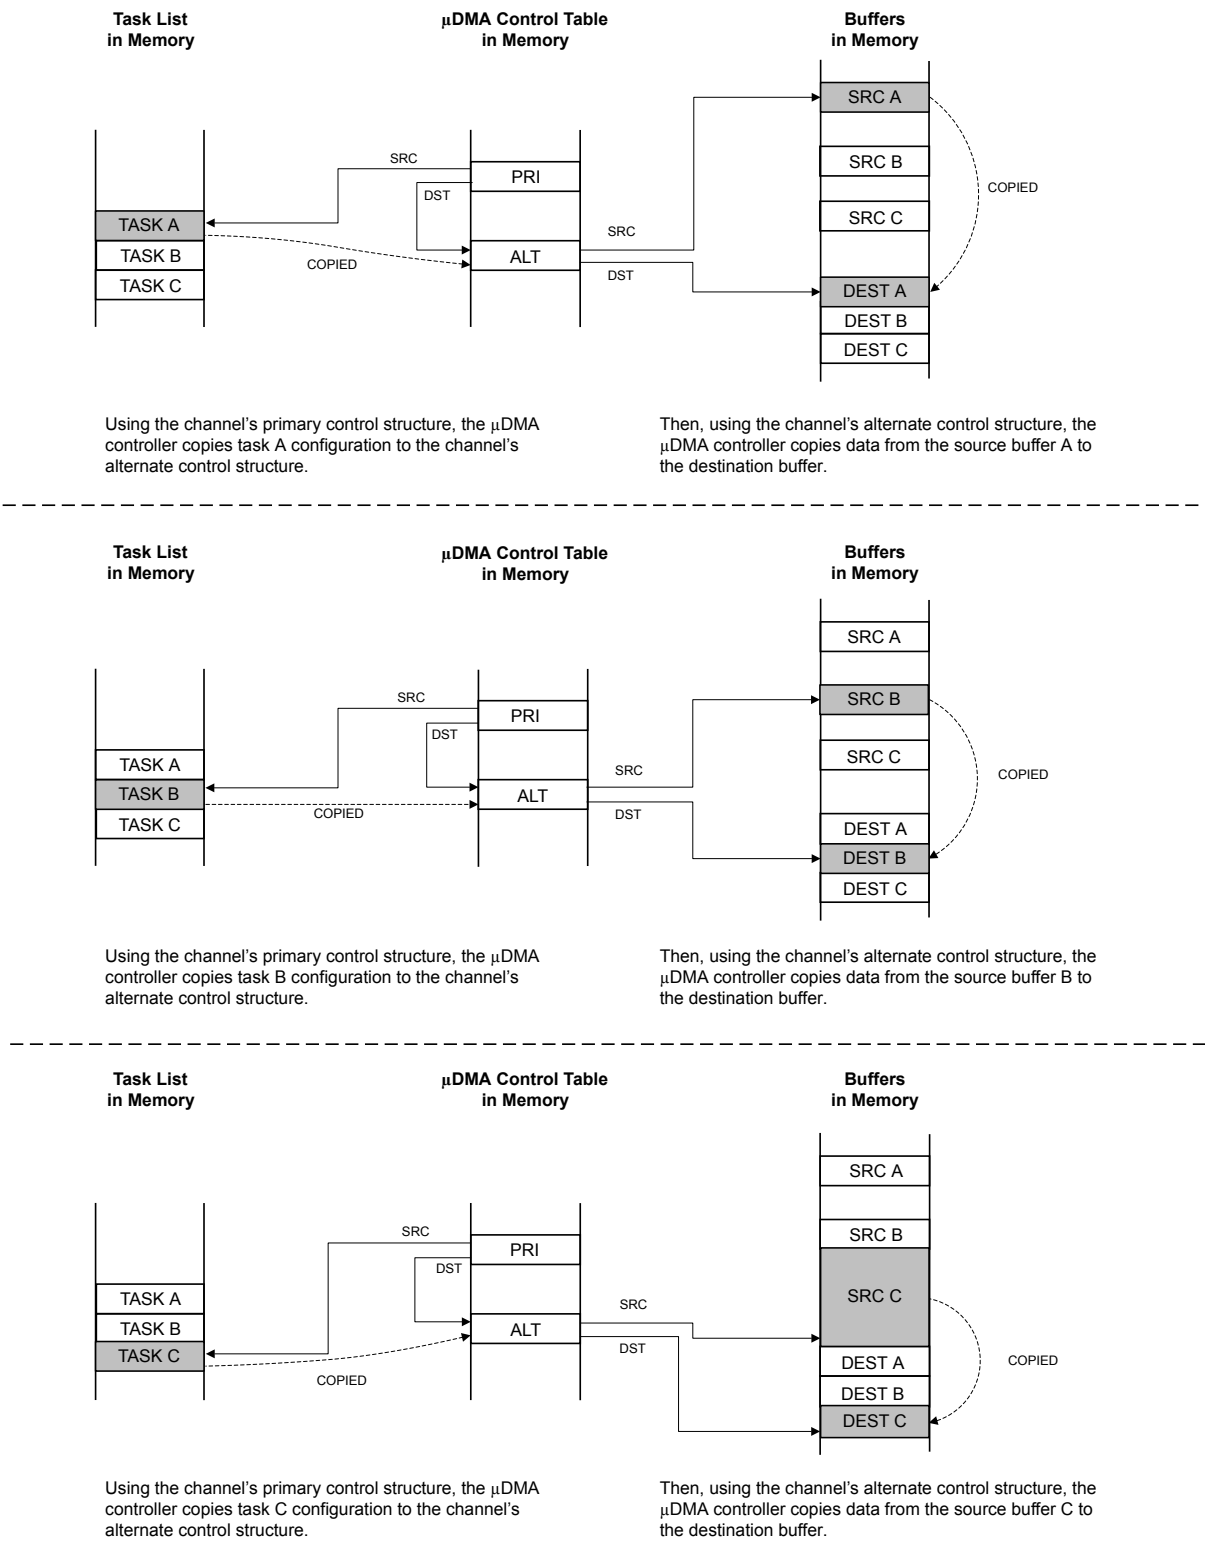 Task List
in Memory
µDMA Control Table
in Memory
Buffers
in Memory
SRC A
SRC
PRI
SRC B
DST
COPIED
SRC C
TASK A
SRC
TASK B
COPIED
ALT
DST
TASK C
DEST A
DEST B
DEST C
Using the channel's primary control structure, the µDMA
controller copies task A configuration to the channel's
alternate control structure.
Then, using the channel's alternate control structure, the
µDMA controller copies data from the source buffer A to
the destination buffer.
Task List
in Memory
µDMA Control Table
in Memory
Buffers
in Memory
SRC A
SRC
SRC B
PRI
DST
SRC C
TASK A
SRC
COPIED
TASK B
ALT
COPIED
DST
TASK C
DEST A
DEST B
DEST C
Using the channel's primary control structure, the µDMA
controller copies task B configuration to the channel's
alternate control structure.
Then, using the channel's alternate control structure, the
µDMA controller copies data from the source buffer B to
the destination buffer.
Task List
in Memory
µDMA Control Table
in Memory
Buffers
in Memory
SRC A
SRC
SRC B
PRI
DST
SRC C
TASK A
SRC
TASK B
ALT
DST
TASK C
DEST A
COPIED
COPIED
DEST B
DEST C
Using the channel's primary control structure, the µDMA
controller copies task C configuration to the channel's
alternate control structure.
Then, using the channel's alternate control structure, the
µDMA controller copies data from the source buffer C to
the destination buffer.